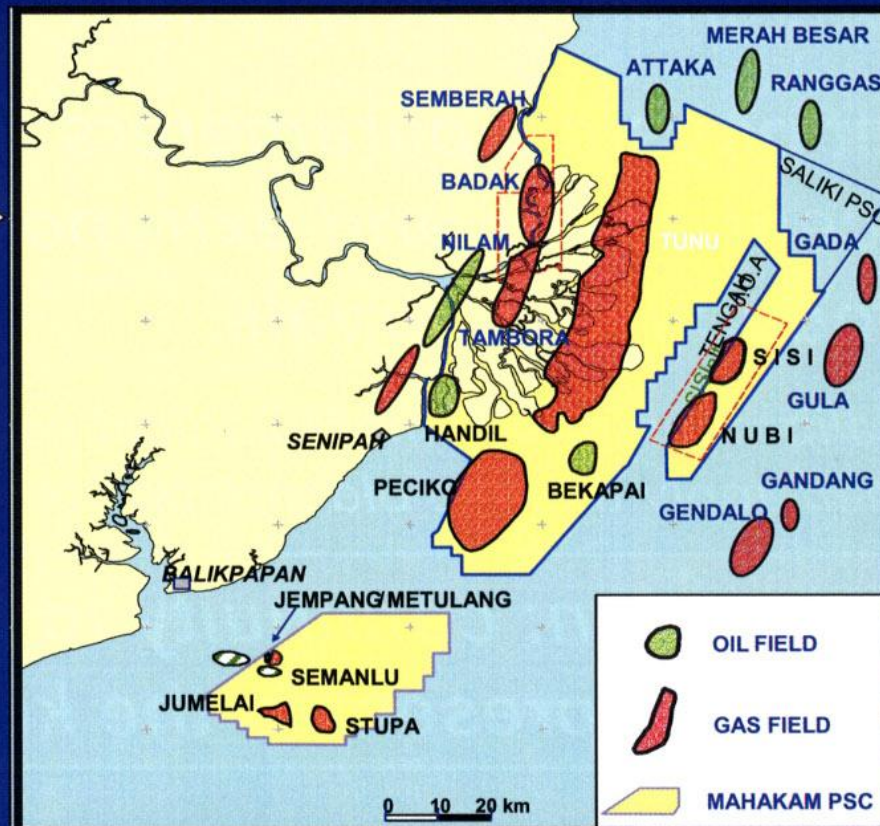 MERAH BESAR
ATTAKA
RANGGAS
SEMBERAH
BADAK
SALIKI PSC
NILAM
TUNU
GADA
TENGAH
S.O.A
TAMBORA
SISI
GULA
NUBI
SENIPAH
HANDIL
PECIKO
BEKAPAI
GANDANG
GENDALO
BALIKPAPAN
JEMPANG/METULANG
SEMANLU
JUMELAI
STUPA
OIL FIELD
GAS FIELD
MAHAKAM PSC
0 10 20 km